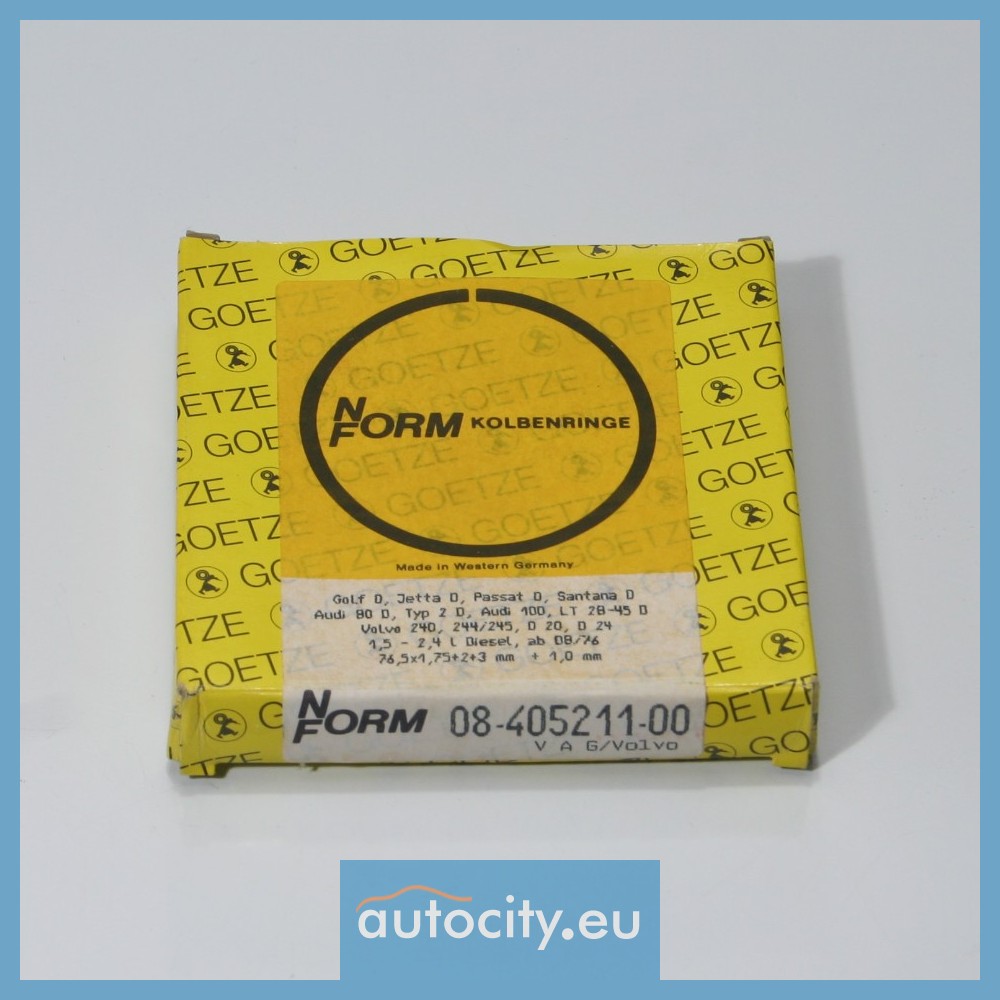 GOETZE
NFORM KOLBENRINGE
Made in Western Germany
Golf D, Jetta D, Passat D, Santana D
Audi 80 D, Typ 2 D, Audi 100, LT 28-45 D
Volvo 240, 244/245, D 20, D 24
1,5 - 2,4 l Diesel, ab 08/76
76,5x1,75+2+3 mm + 1,0 mm
NFORM 08-405211-00
V A G/Volvo
autocity.eu